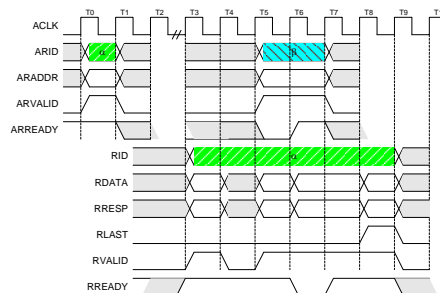 T0 T1 T2 T3 T4 T5 T6 T7 T8 T9 T1
ACLK
ARID α β
ARADDR
ARVALID
ARREADY
RID α
RDATA
RRESP
RLAST
RVALID
RREADY